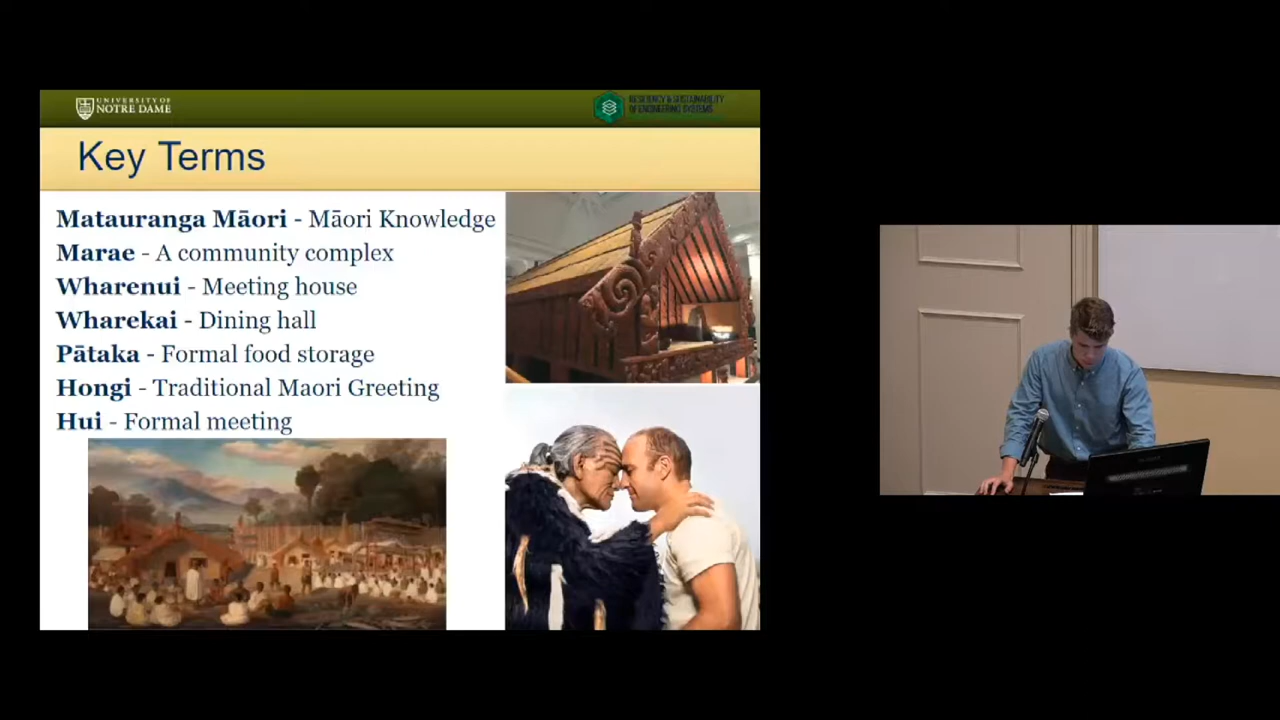 UNIVERSITY OF
NOTRE DAME
RESILIENCY & SUSTAINABILITY
OF ENGINEERING SYSTEMS
Key Terms
Matauranga Māori - Māori Knowledge
Marae - A community complex
Wharenui - Meeting house
Wharekai - Dining hall
Pātaka - Formal food storage
Hongi - Traditional Maori Greeting
Hui - Formal meeting